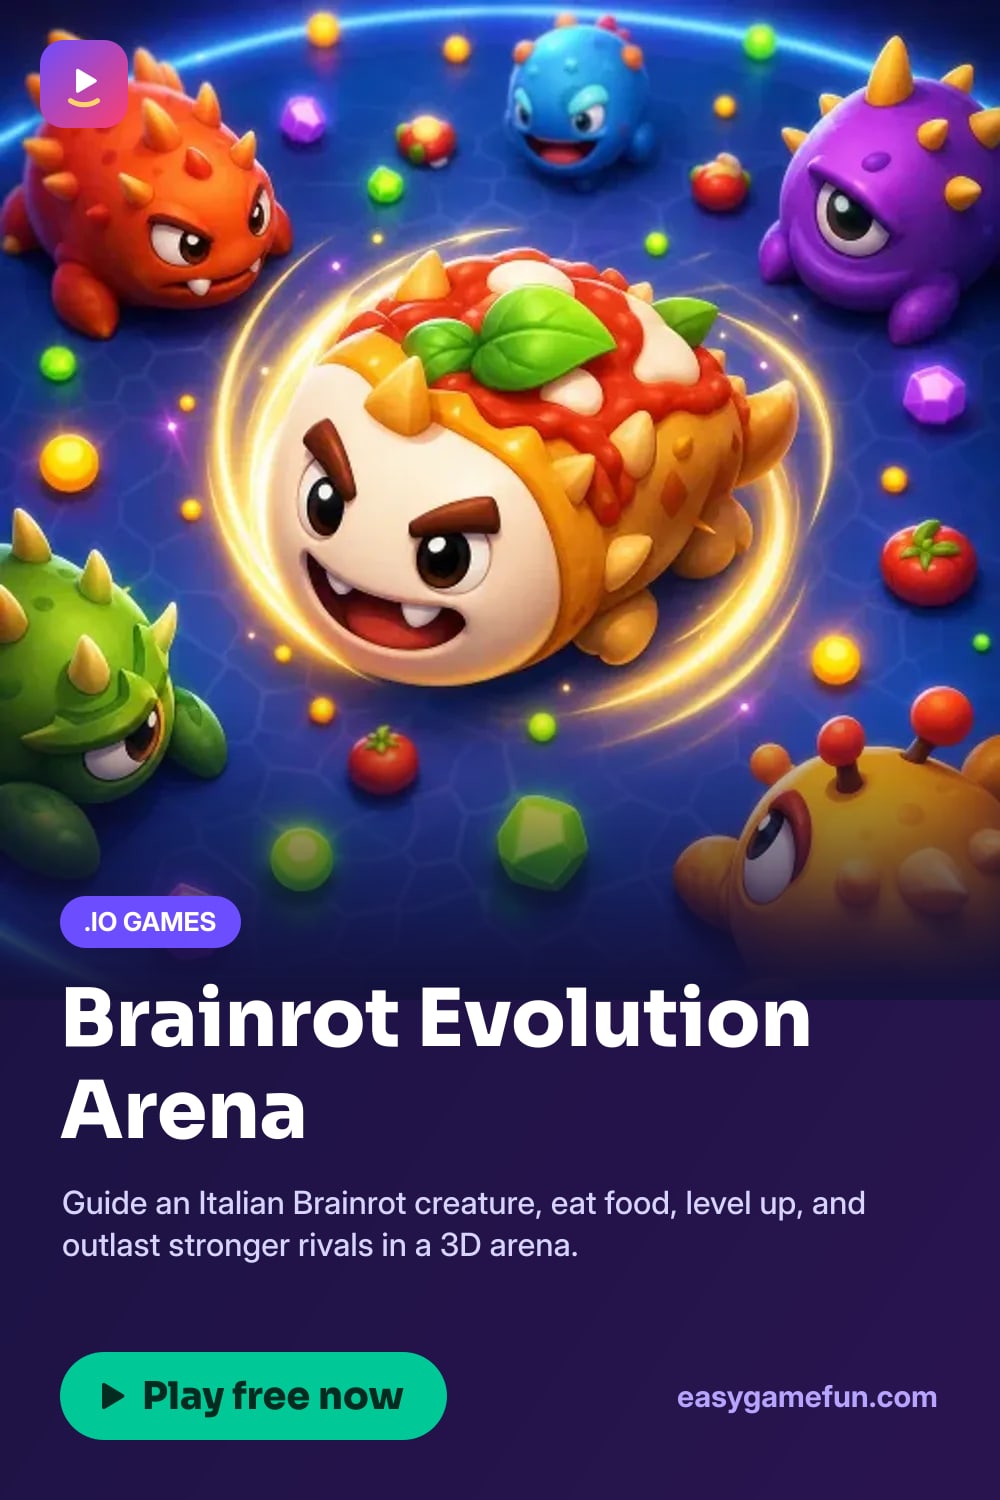 .IO GAMES
Brainrot Evolution
Arena
Guide an Italian Brainrot creature, eat food, level up, and
outlast stronger rivals in a 3D arena.
Play free now
easygamefun.com